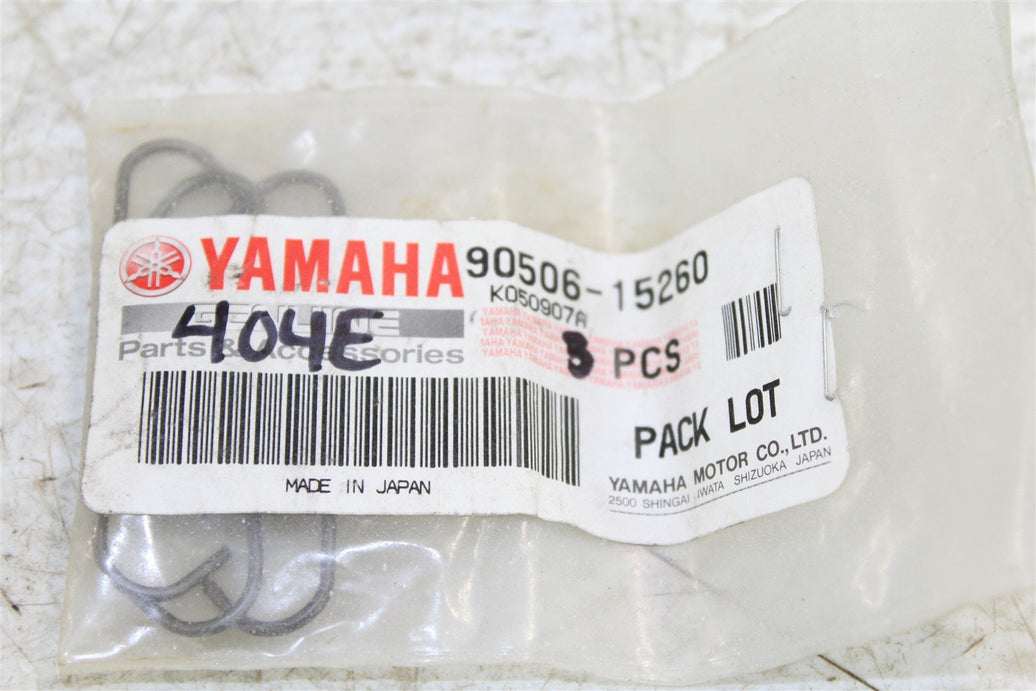 YAMAHA 90506-15260
K050907A
GENUINE
404E
Parts & Accessories
3 PCS
PACK LOT
MADE IN JAPAN
YAMAHA MOTOR CO.,LTD.
2500 SHINGAI IWATA SHIZUOKA JAPAN